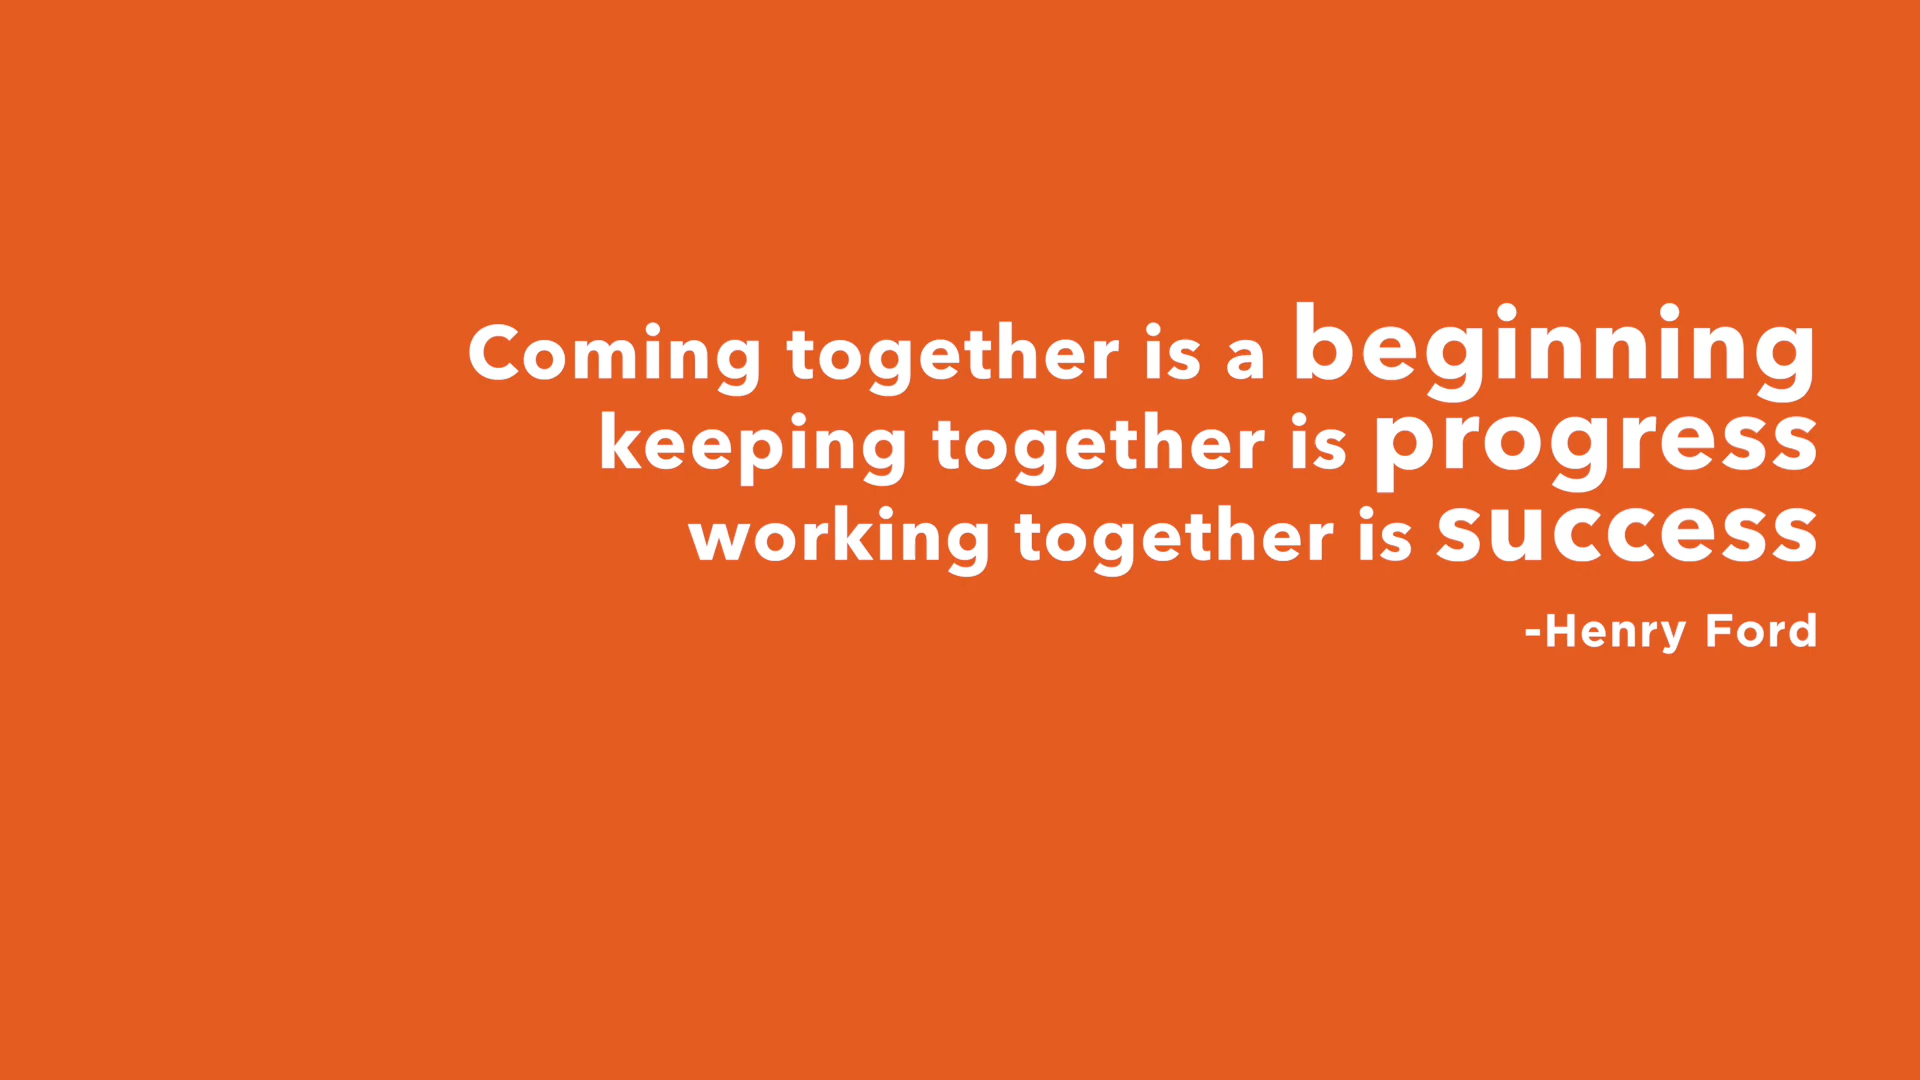 Coming together is a beginning
keeping together is progress
working together is success
-Henry Ford